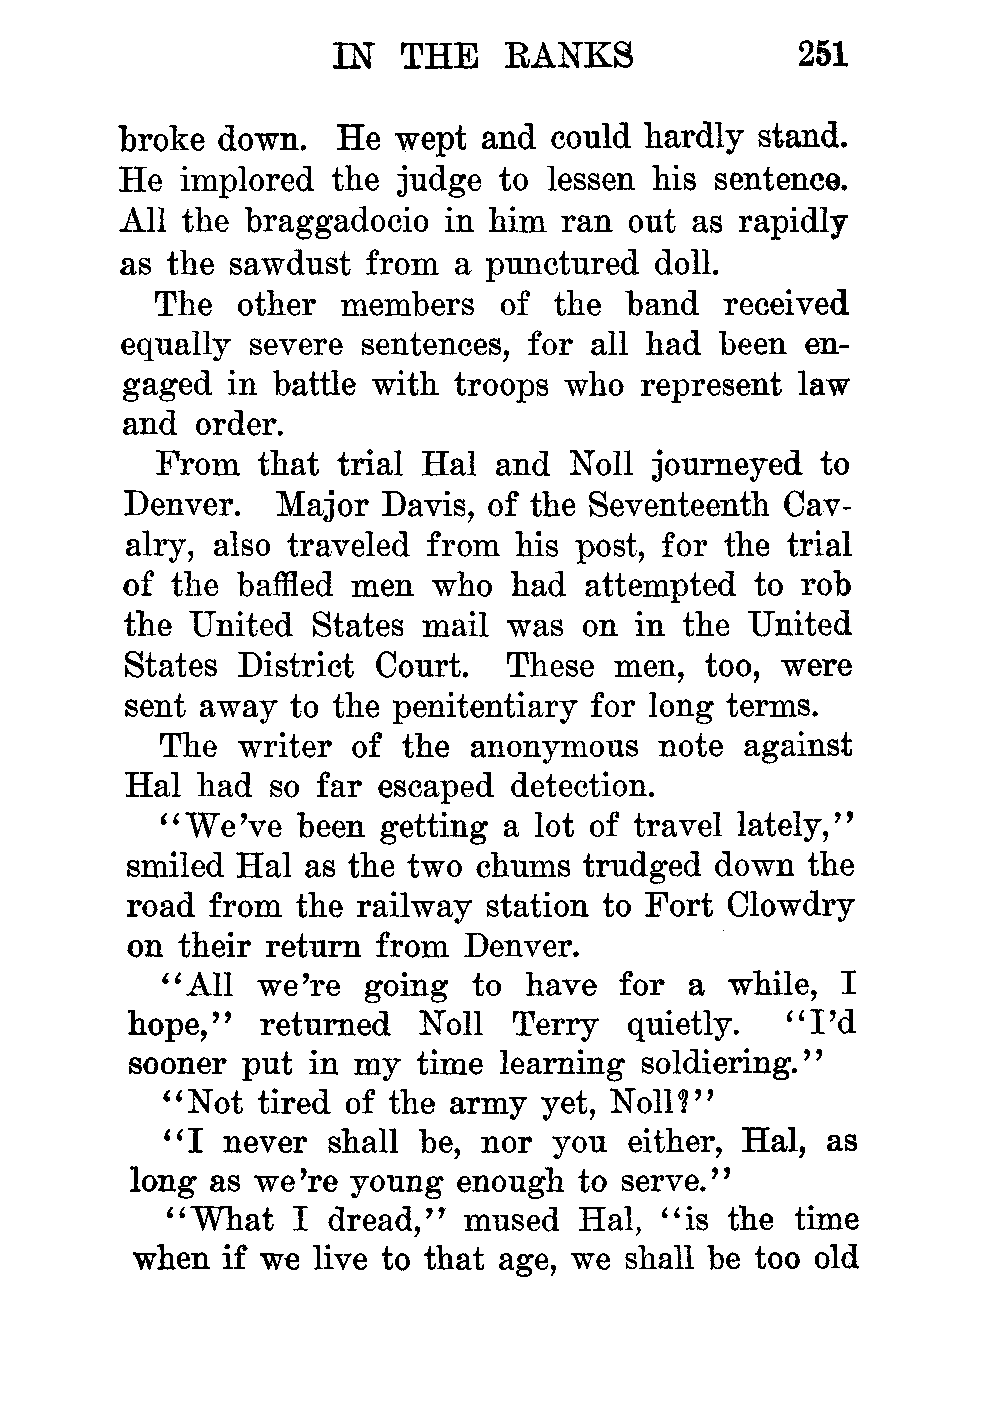 IN THE RANKS 251
broke down. He wept and could hardly stand.
He implored the judge to lessen his sentence.
All the braggadocio in him ran out as rapidly
as the sawdust from a punctured doll.
The other members of the band received
equally severe sentences, for all had been en-
gaged in battle with troops who represent law
and order.
From that trial Hal and Noll journeyed to
Denver. Major Davis, of the Seventeenth Cav-
alry, also traveled from his post, for the trial
of the baffled men who had attempted to rob
the United States mail was on in the United
States District Court. These men, too, were
sent away to the penitentiary for long terms.
The writer of the anonymous note against
Hal had so far escaped detection.
"We've been getting a lot of travel lately,"
smiled Hal as the two chums trudged down the
road from the railway station to Fort Clowdry
on their return from Denver.
"All we're going to have for a while, I
hope," returned Noll Terry quietly. "I'd
sooner put in my time learning soldiering."
"Not tired of the army yet, Noll?"
"I never shall be, nor you either, Hal, as
long as we're young enough to serve."
"What I dread," mused Hal, "is the time
when if we live to that age, we shall be too old